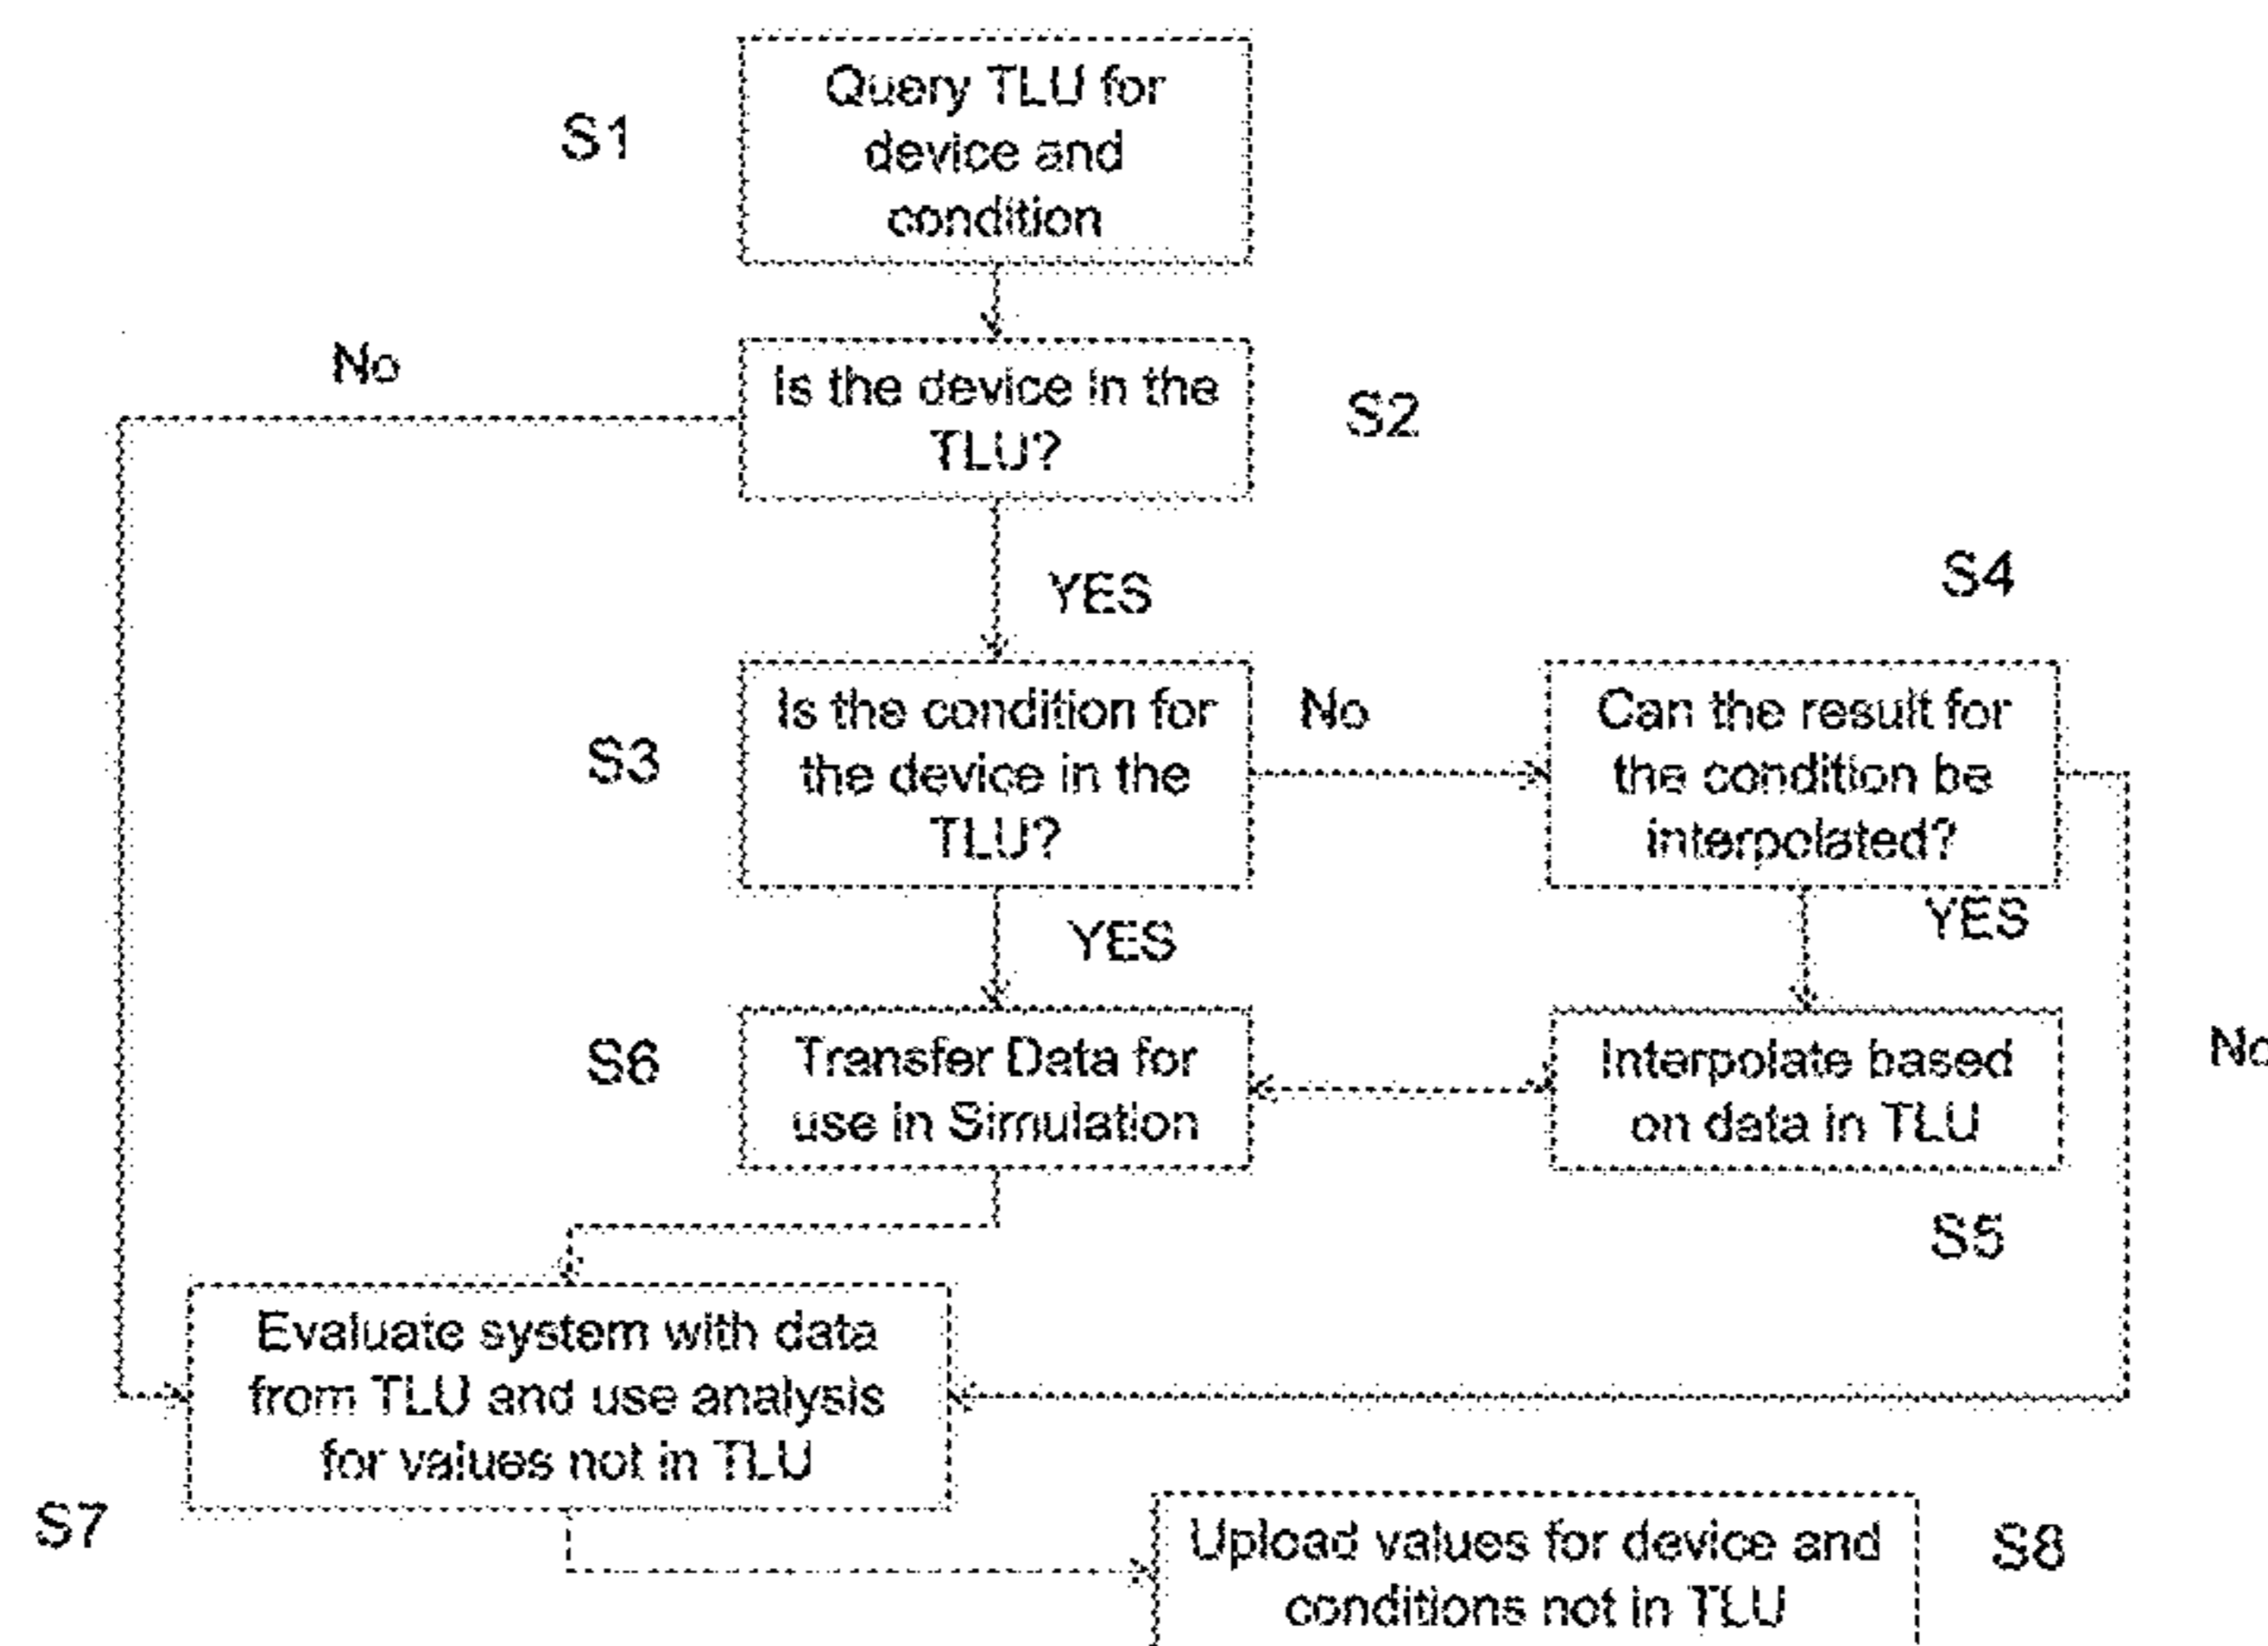 S1
Query TLU for
device and
condition
No
Is the device in the
TLU?
S2
YES
S4
S3
Is the condition for
the device in the
TLU?
No
Can the result for
the condition be
interpolated?
YES
YES
S6
Transfer Data for
use in Simulation
Interpolate based
on data in TLU
No
S5
Evaluate system with data
from TLU and use analysis
for values not in TLU
S7
Upload values for device and
conditions not in TLU
S8